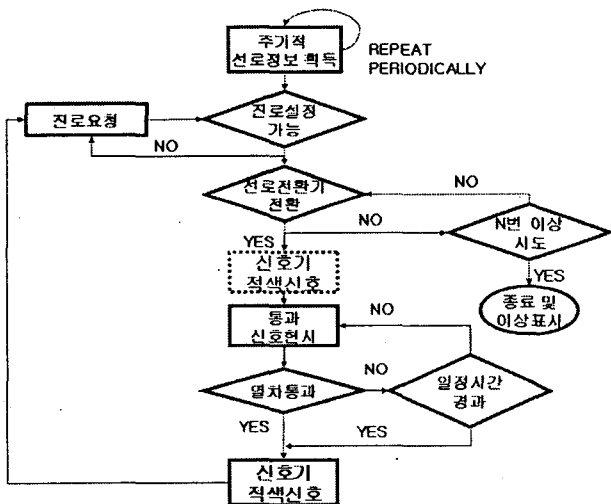 주기적
선로정보 획득
REPEAT
PERIODICALLY
진로요청
진로설정
가능
NO
선로전환기
전환
NO
N번 이상
시도
NO
YES
신호기
적색신호
YES
종료 및
이상표시
통과
신호현시
NO
열차통과
NO
일정시간
경과
YES
YES
신호기
적색신호